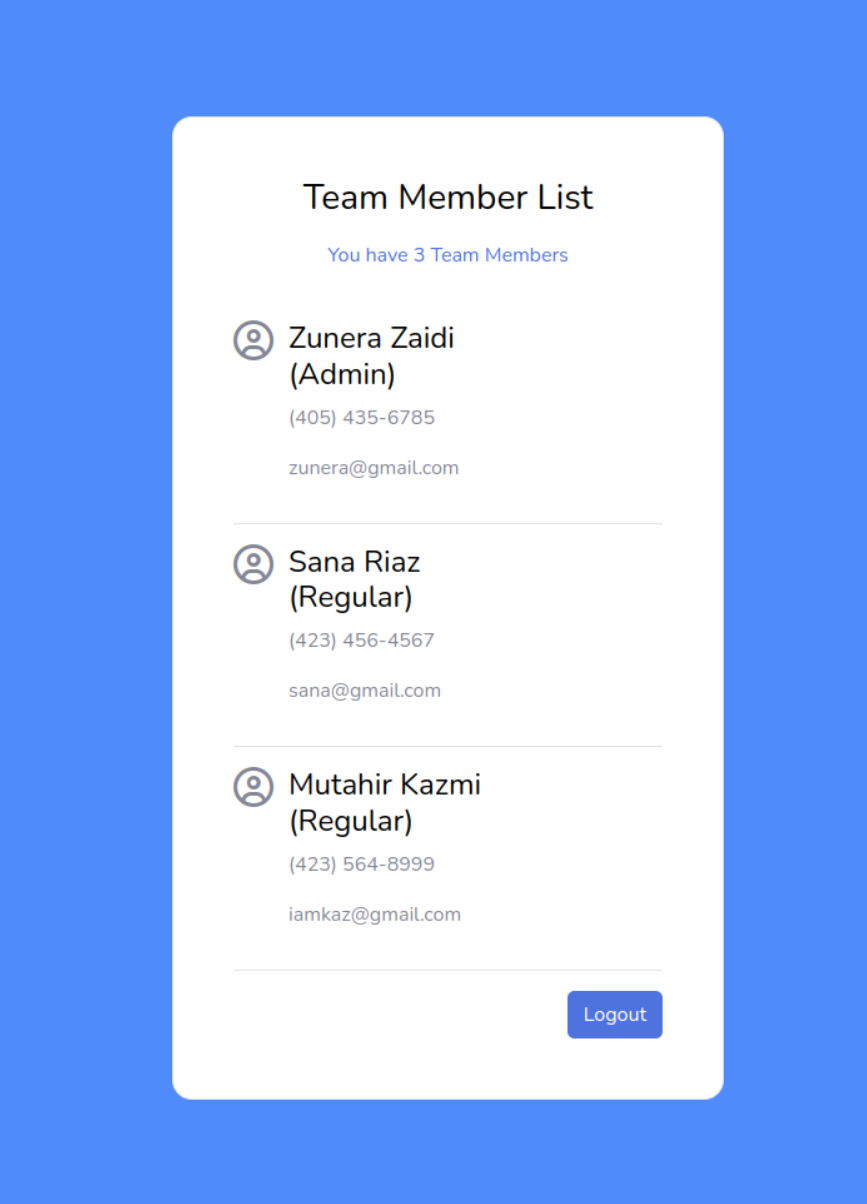 Team Member List
You have 3 Team Members
Zunera Zaidi
(Admin)
(405) 435-6785
zunera@gmail.com
Sana Riaz
(Regular)
(423) 456-4567
sana@gmail.com
Mutahir Kazmi
(Regular)
(423) 564-8999
iamkaz@gmail.com
Logout